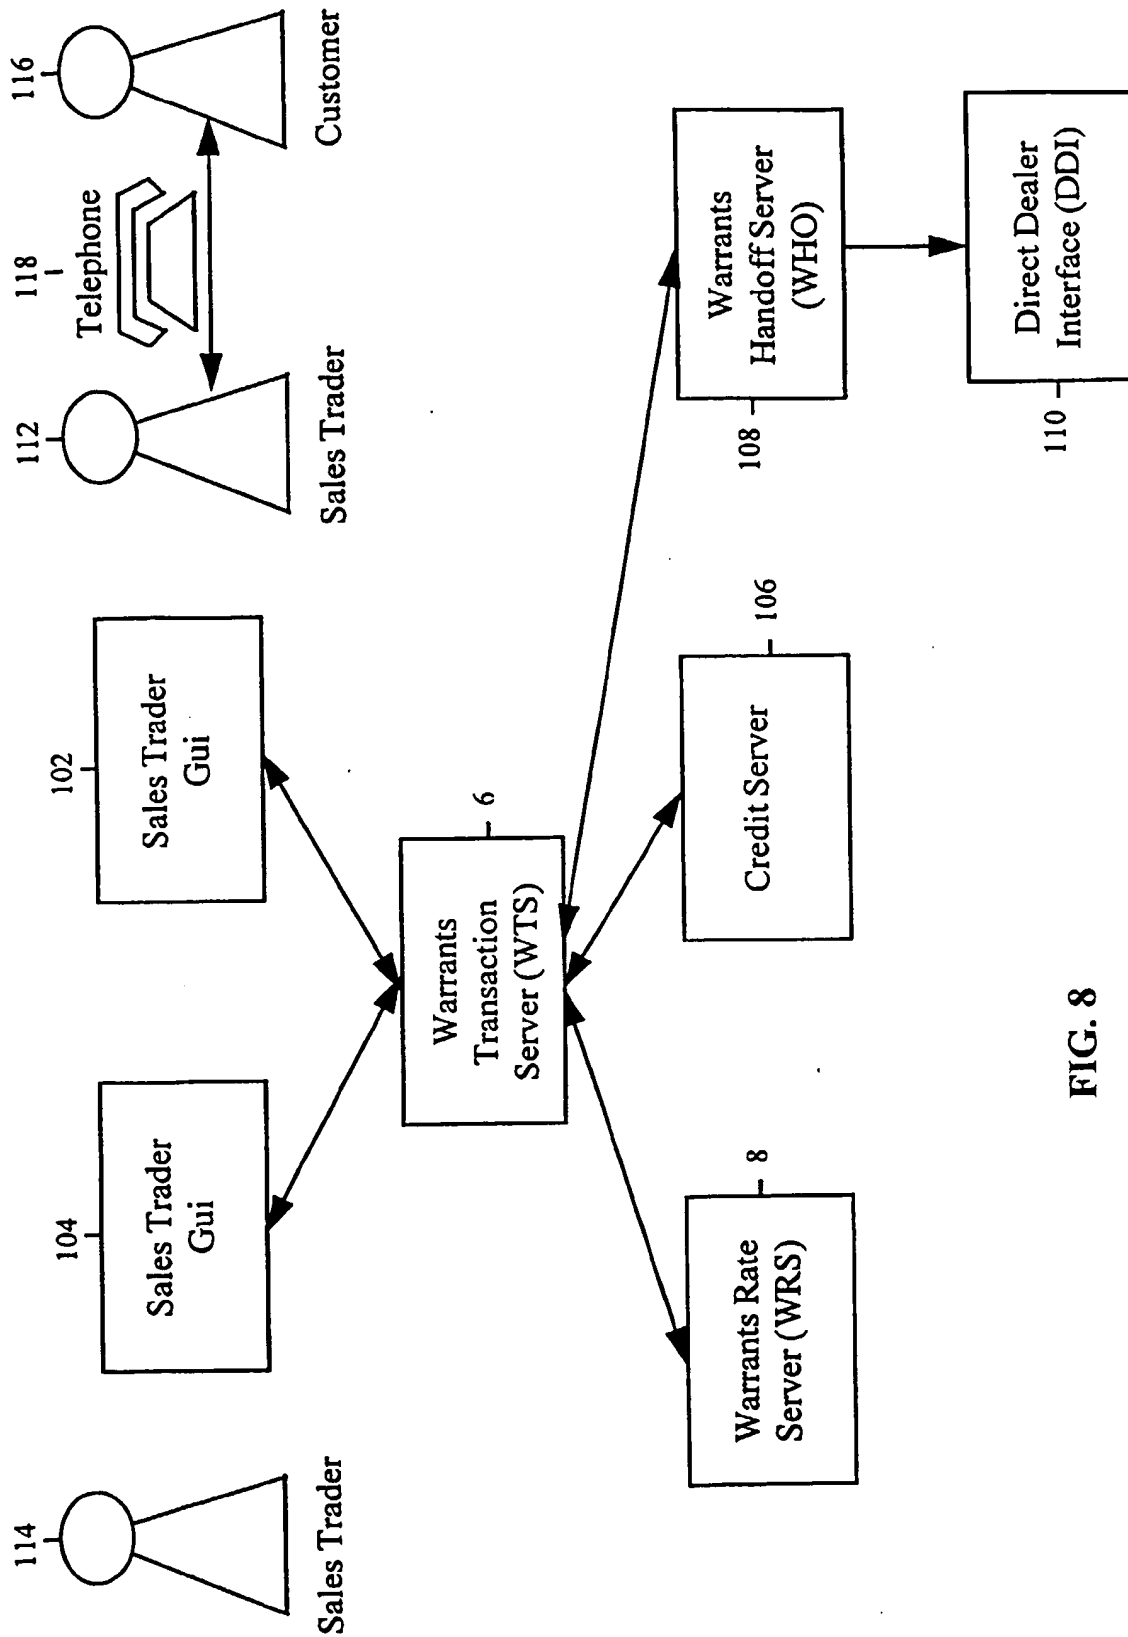 114
Sales Trader
104
Sales Trader
Gui
102
Sales Trader
Gui
112
Sales Trader
118
Telephone
116
Customer
Warrants
Transaction
Server (WTS)
6
Warrants Rate
Server (WRS)
8
Credit Server
106
108
Warrants
Handoff Server
(WHO)
110
Direct Dealer
Interface (DDI)
FIG. 8